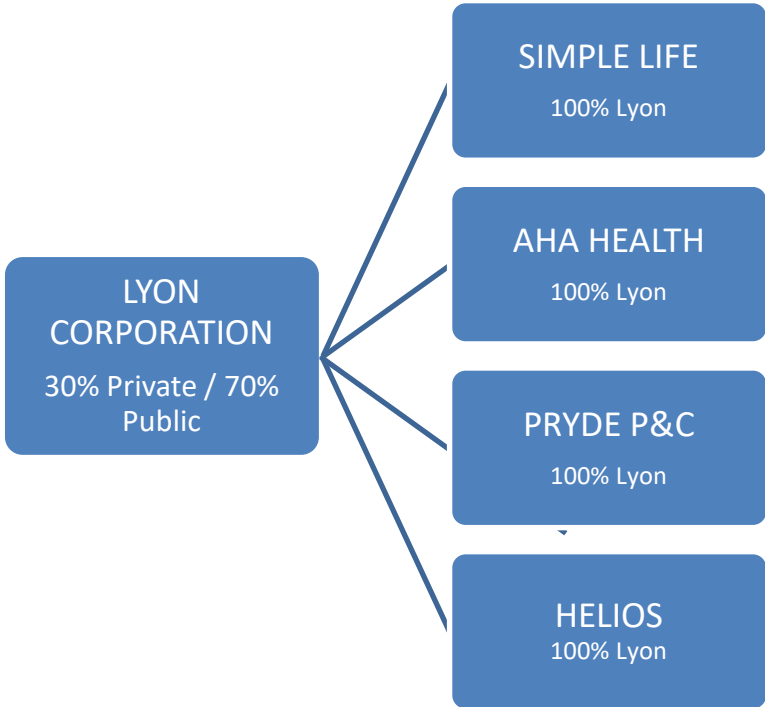 LYON
CORPORATION
30% Private / 70%
Public
SIMPLE LIFE
100% Lyon
AHA HEALTH
100% Lyon
PRYDE P&C
100% Lyon
HELIOS
100% Lyon